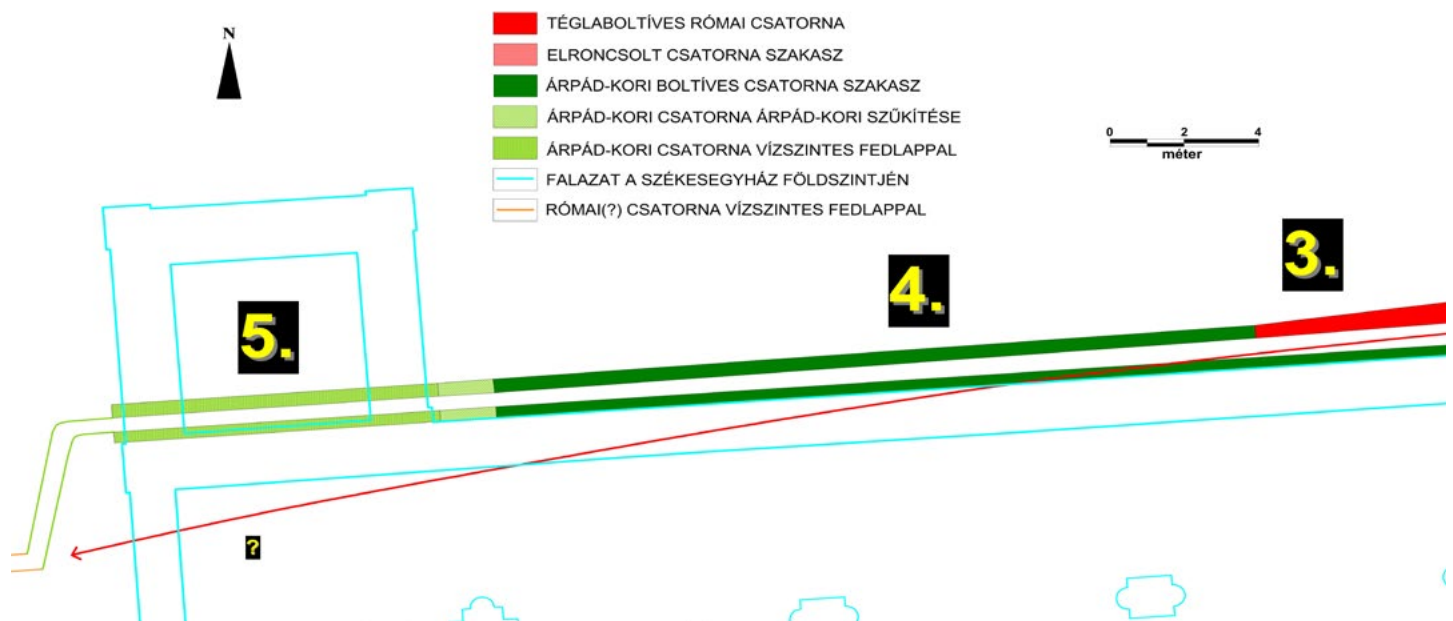 TÉGLABOLTÍVES RÓMAI CSATORNA
N
ELRONCSOLT CSATORNA SZAKASZ
ÁRPÁD-KORI BOLTÍVES CSATORNA SZAKASZ
ÁRPÁD-KORI CSATORNA ÁRPÁD-KORI SZŰKÍTÉSE
0 2 4
ÁRPÁD-KORI CSATORNA VÍZSZINTES FEDLAPPAL
méter
FALAZAT A SZÉKESEGYHÁZ FÖLDSZINTJÉN
RÓMAI(?) CSATORNA VÍZSZINTES FEDLAPPAL
3.
4.
5.
?